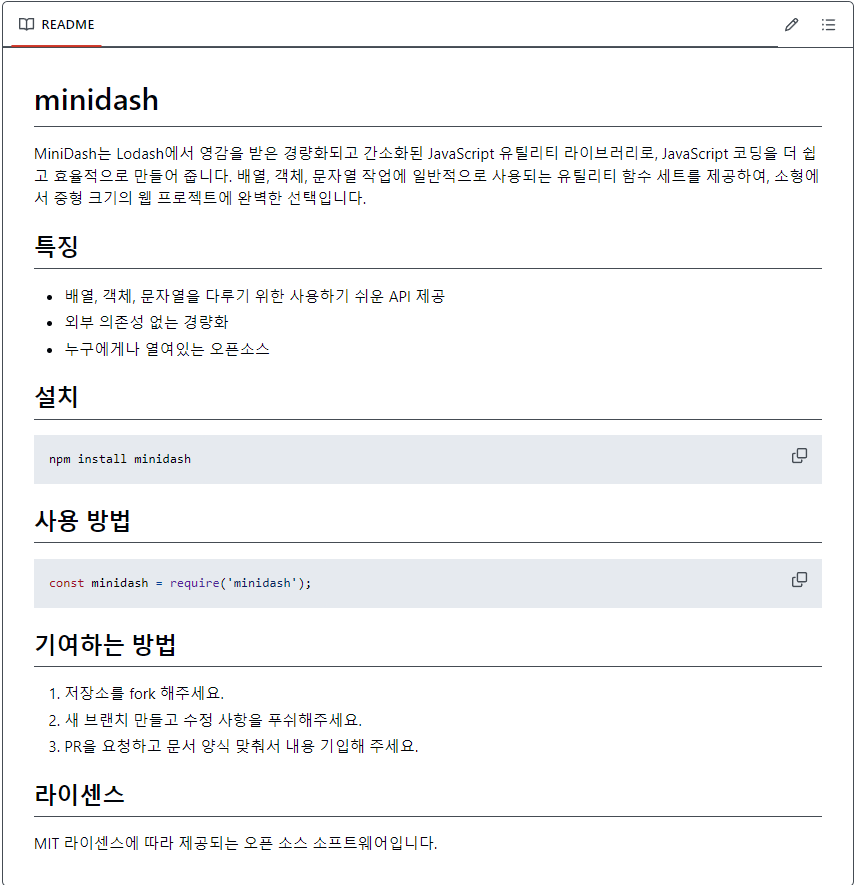 README
minidash
MiniDash는 Lodash에서 영감을 받은 경량화되고 간소화된 JavaScript 유틸리티 라이브러리로, JavaScript 코딩을 더 쉽
고 효율적으로 만들어 줍니다. 배열, 객체, 문자열 작업에 일반적으로 사용되는 유틸리티 함수 세트를 제공하여, 소형에
서 중형 크기의 웹 프로젝트에 완벽한 선택입니다.
특징
• 배열, 객체, 문자열을 다루기 위한 사용하기 쉬운 API 제공
• 외부 의존성 없는 경량화
• 누구에게나 열여있는 오픈소스
설치
npm install minidash
사용 방법
const minidash = require('minidash');
기여하는 방법
1. 저장소를 fork 해주세요.
2. 새 브랜치 만들고 수정 사항을 푸쉬해주세요.
3. PR을 요청하고 문서 양식 맞춰서 내용 기입해 주세요.
라이센스
MIT 라이센스에 따라 제공되는 오픈 소스 소프트웨어입니다.